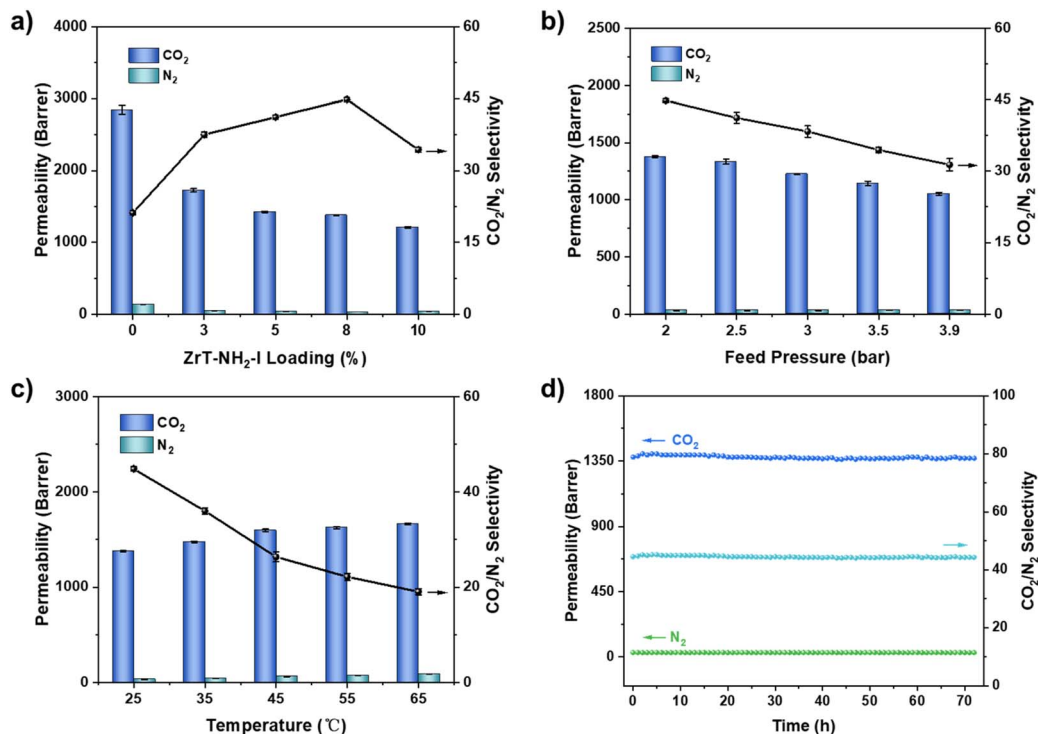 a)
CO₂
N₂
Permeability (Barrer)
4000
3000
2000
1000
0
60
45
30
15
0
CO₂/N₂ Selectivity
0 3 5 8 10
ZrT-NH₂-I Loading (%)
b)
CO₂
N₂
Permeability (Barrer)
2500
2000
1500
1000
500
0
60
45
30
15
0
CO₂/N₂ Selectivity
2 2.5 3 3.5 3.9
Feed Pressure (bar)
c)
CO₂
N₂
Permeability (Barrer)
3000
2000
1000
0
60
40
20
0
CO₂/N₂ Selectivity
25 35 45 55 65
Temperature (℃)
d)
CO₂
N₂
Permeability (Barrer)
1800
1350
900
450
0
100
80
60
40
20
0
CO₂/N₂ Selectivity
0 10 20 30 40 50 60 70
Time (h)